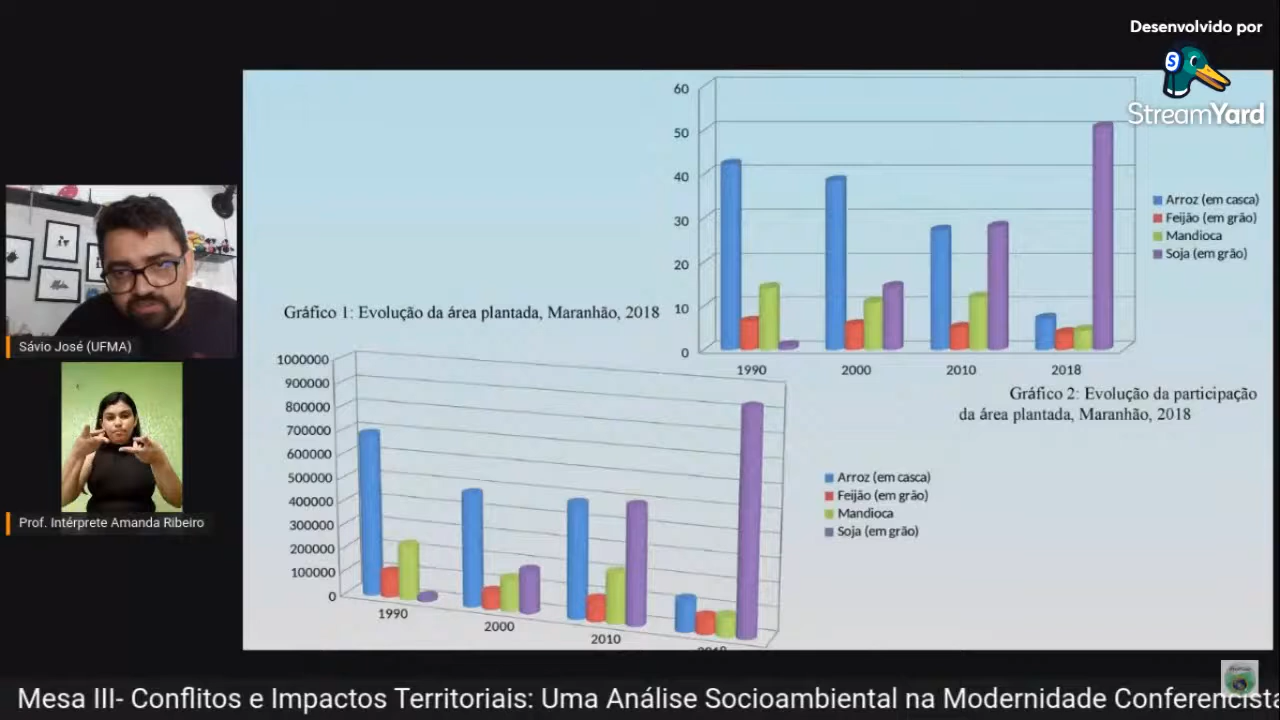 Desenvolvido por
StreamYard
60
50
40
30
20
10
0
1990
2000
2010
2018
Arroz (em casca)
Feijão (em grão)
Mandioca
Soja (em grão)
Gráfico 2: Evolução da participação
da área plantada, Maranhão, 2018
Gráfico 1: Evolução da área plantada, Maranhão, 2018
1000000
900000
800000
700000
600000
500000
400000
300000
200000
100000
0
1990
2000
2010
2018
Arroz (em casca)
Feijão (em grão)
Mandioca
Soja (em grão)
Sávio José (UFMA)
Prof. Intérprete Amanda Ribeiro
Mesa III- Conflitos e Impactos Territoriais: Uma Análise Socioambiental na Modernidade Conferencista